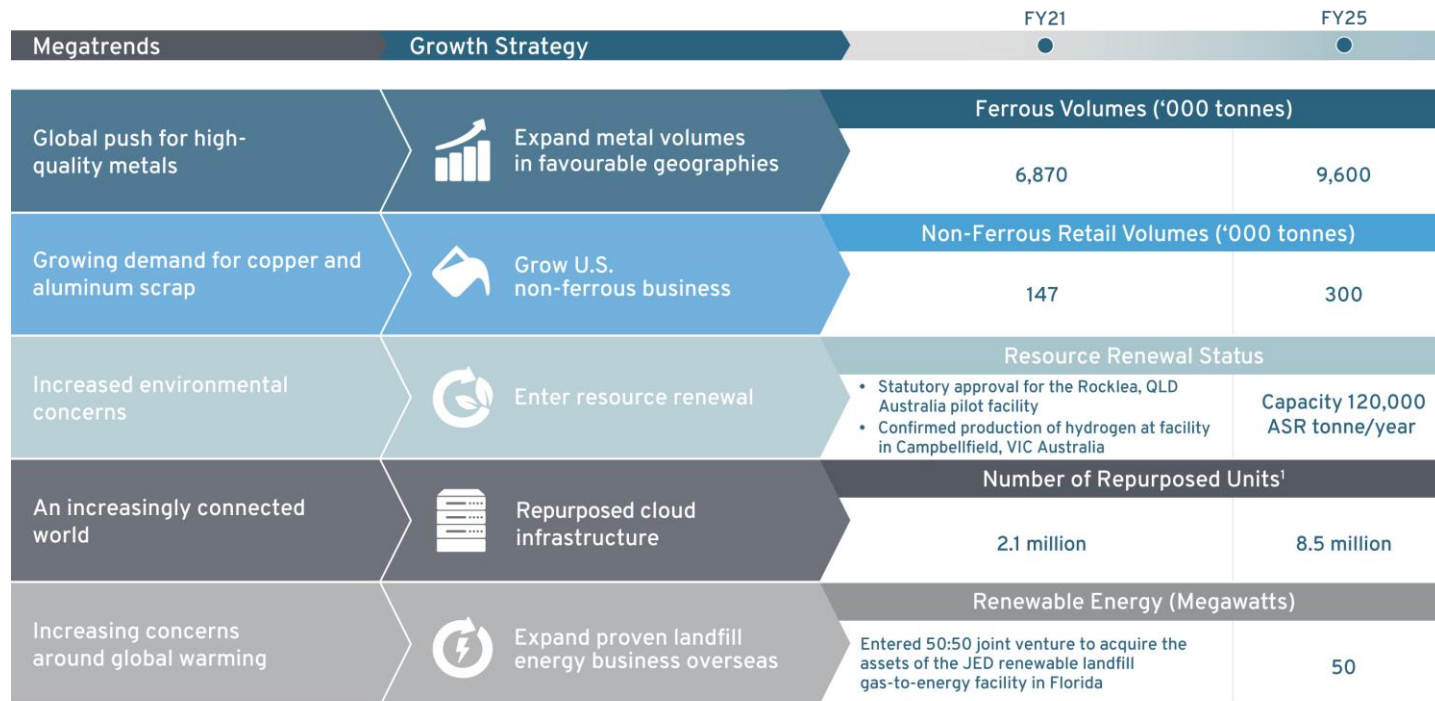 FY21
FY25
Megatrends
Growth Strategy
Global push for high-
quality metals
Expand metal volumes
in favourable geographies
Ferrous Volumes (‘000 tonnes)
6,870
9,600
Growing demand for copper and
aluminum scrap
Grow U.S.
non-ferrous business
Non-Ferrous Retail Volumes (‘000 tonnes)
147
300
Increased environmental
concerns
Enter resource renewal
Resource Renewal Status
• Statutory approval for the Rocklea, QLD
Australia pilot facility
• Confirmed production of hydrogen at facility
in Campbellfield, VIC Australia
Capacity 120,000
ASR tonne/year
An increasingly connected
world
Repurposed cloud
infrastructure
Number of Repurposed Units¹
2.1 million
8.5 million
Increasing concerns
around global warming
Expand proven landfill
energy business overseas
Renewable Energy (Megawatts)
Entered 50:50 joint venture to acquire the
assets of the JED renewable landfill
gas-to-energy facility in Florida
50